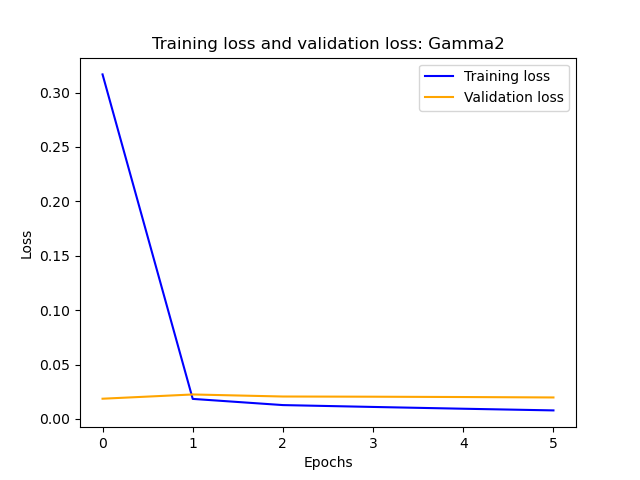 Training loss and validation loss: Gamma2
Training loss
Validation loss
Loss
0.30
0.25
0.20
0.15
0.10
0.05
0.00
0 1 2 3 4 5
Epochs